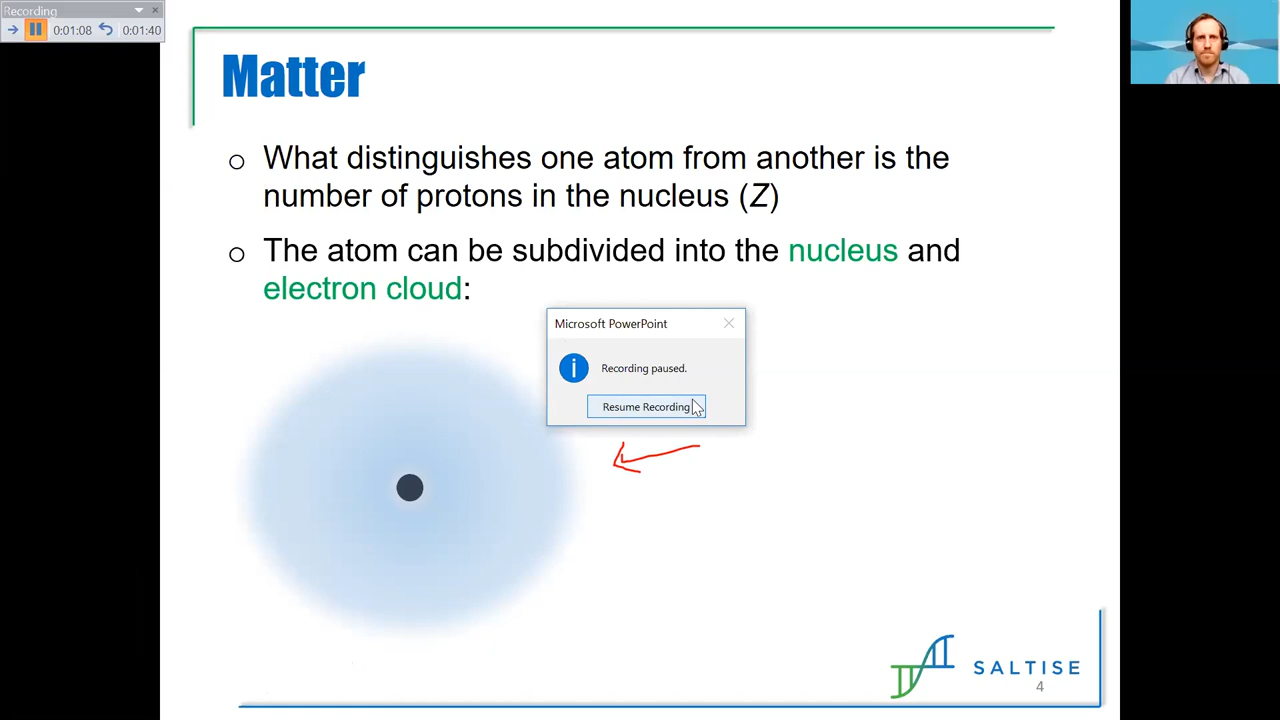 Recording
0:01:08 0:01:40
Matter
What distinguishes one atom from another is the
number of protons in the nucleus (Z)
The atom can be subdivided into the nucleus and
electron cloud:
Microsoft PowerPoint
i
Recording paused.
Resume Recording
SALTISE
4